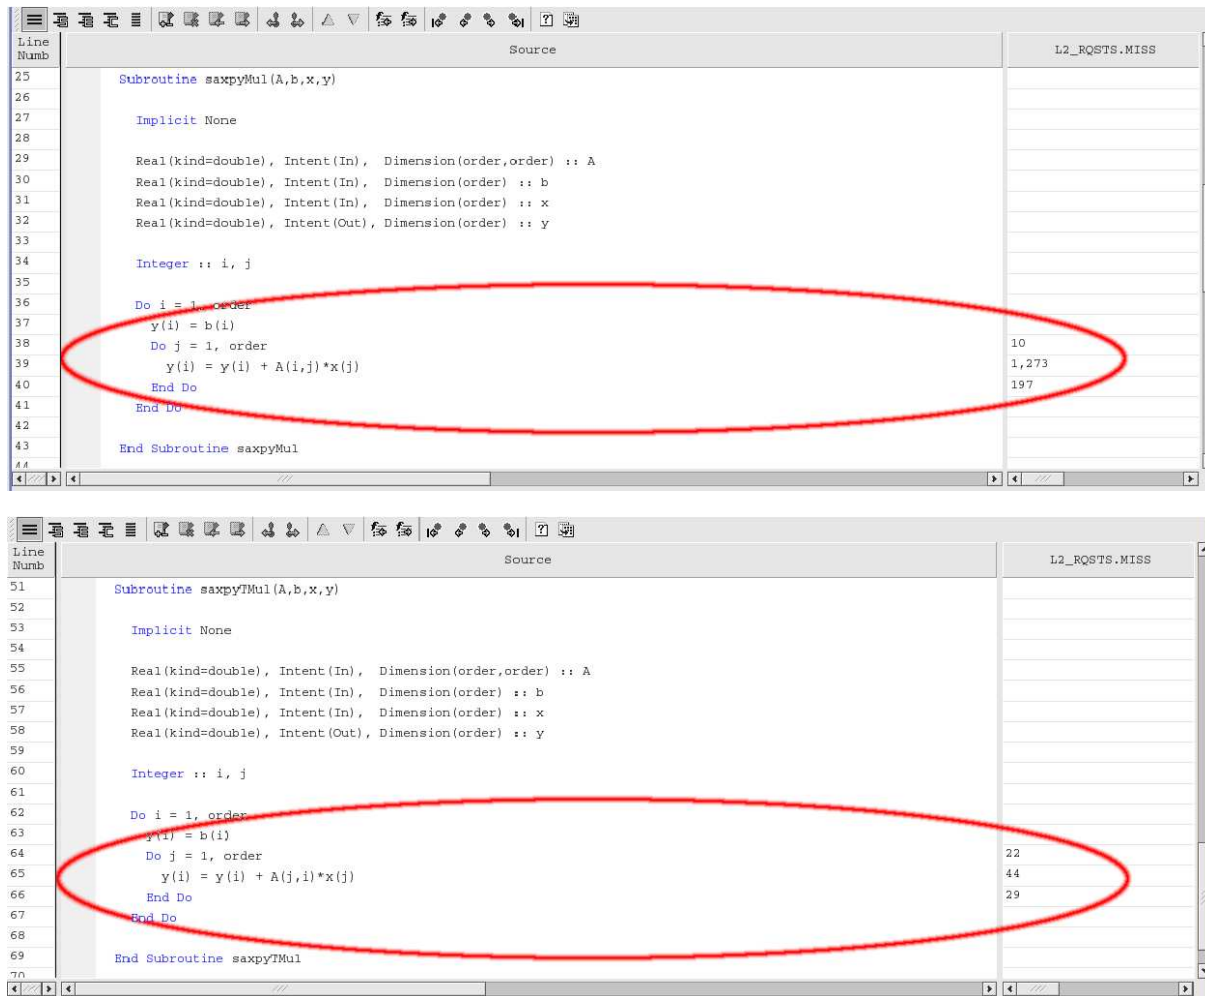 Line Numb Source L2_RQSTS.MISS
25 Subroutine saxpyMul(A,b,x,y)
26
27 Implicit None
28
29 Real(kind=double), Intent(In), Dimension(order,order) :: A
30 Real(kind=double), Intent(In), Dimension(order) :: b
31 Real(kind=double), Intent(In), Dimension(order) :: x
32 Real(kind=double), Intent(Out), Dimension(order) :: y
33
34 Integer :: i, j
35
36 Do i = 1, order
37 y(i) = b(i)
38 Do j = 1, order 10
39 y(i) = y(i) + A(i,j)*x(j) 1,273
40 End Do 197
41 End Do
42
43 End Subroutine saxpyMul
44
Line Numb Source L2_RQSTS.MISS
51 Subroutine saxpyTMul(A,b,x,y)
52
53 Implicit None
54
55 Real(kind=double), Intent(In), Dimension(order,order) :: A
56 Real(kind=double), Intent(In), Dimension(order) :: b
57 Real(kind=double), Intent(In), Dimension(order) :: x
58 Real(kind=double), Intent(Out), Dimension(order) :: y
59
60 Integer :: i, j
61
62 Do i = 1, order
63 y(i) = b(i)
64 Do j = 1, order 22
65 y(i) = y(i) + A(j,i)*x(j) 44
66 End Do 29
67 End Do
68
69 End Subroutine saxpyTMul
70